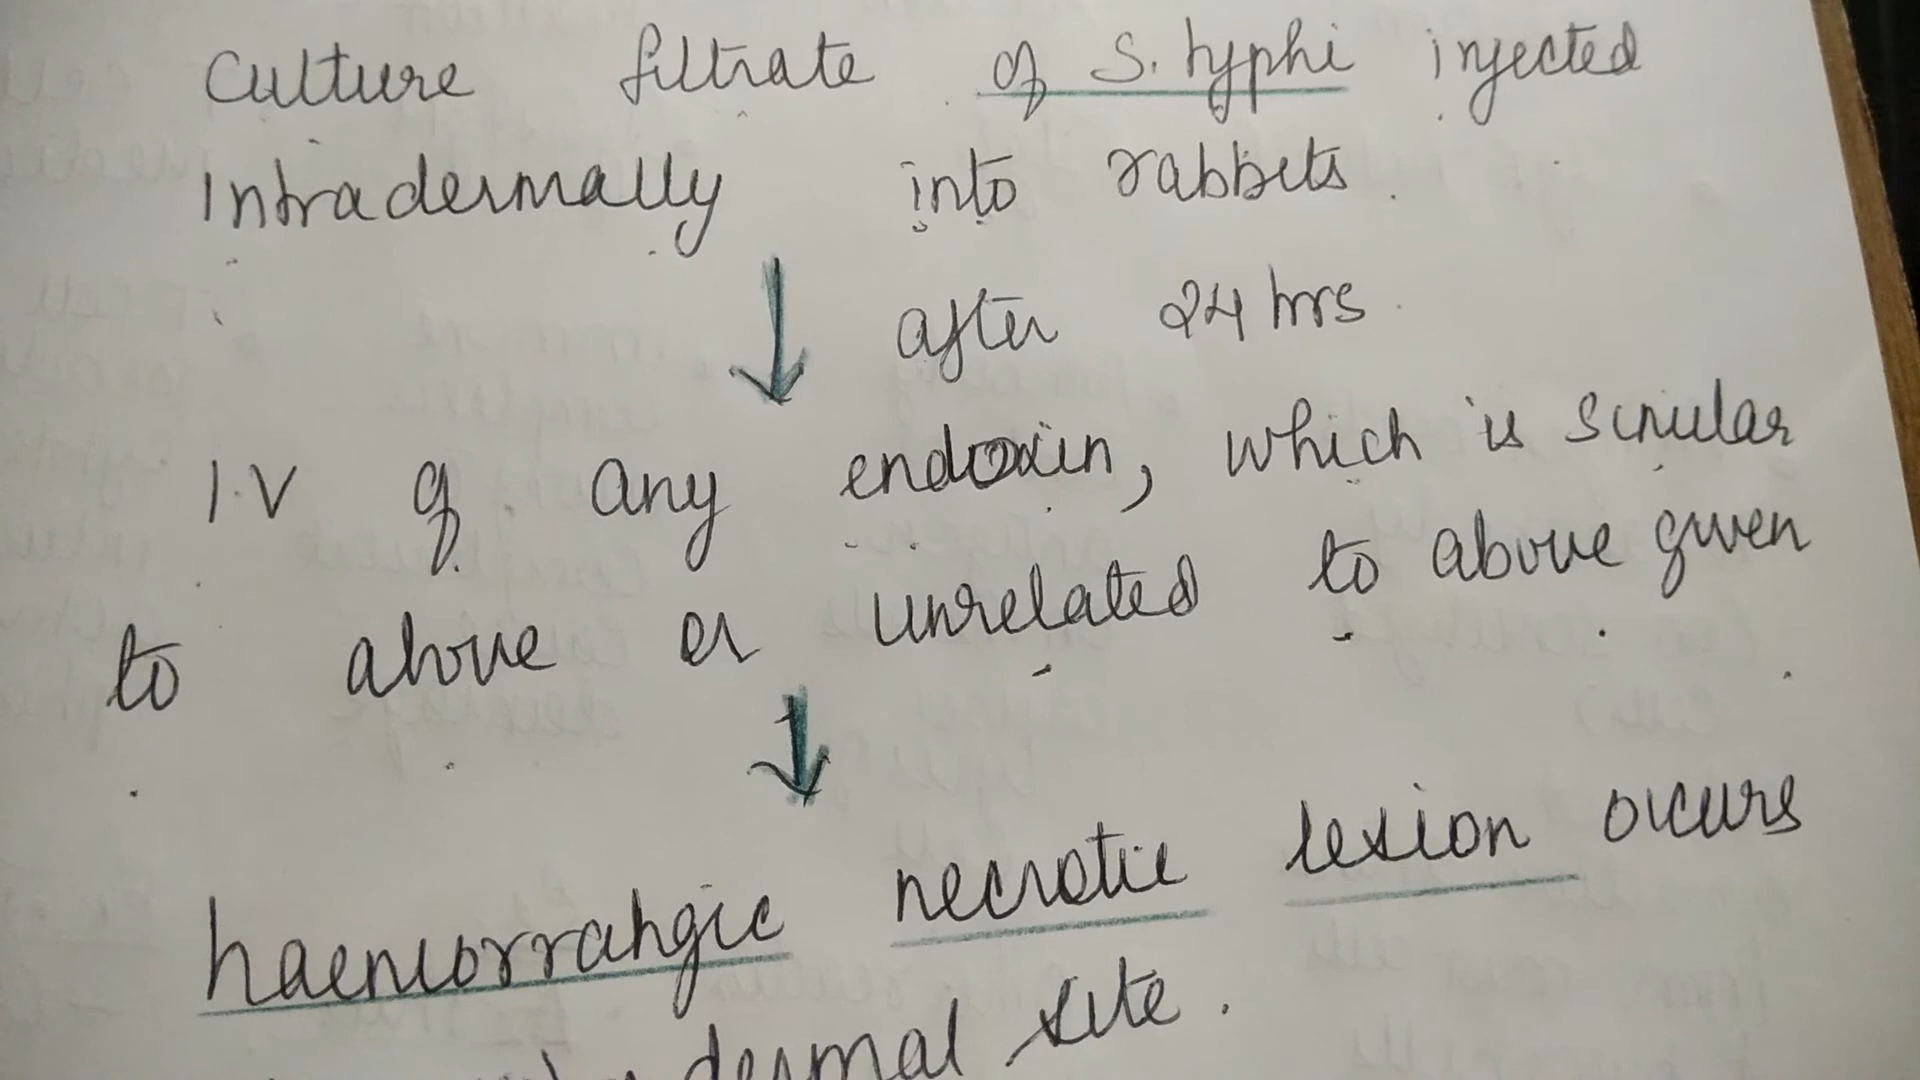 Culture filtrate of S. typhi injected
Intradermally into rabbits.
after 24 hrs
I.V of any endoxin, which is similar
to above or unrelated to above given
haemorrahgic necrotic lesion occurs
dermal site.